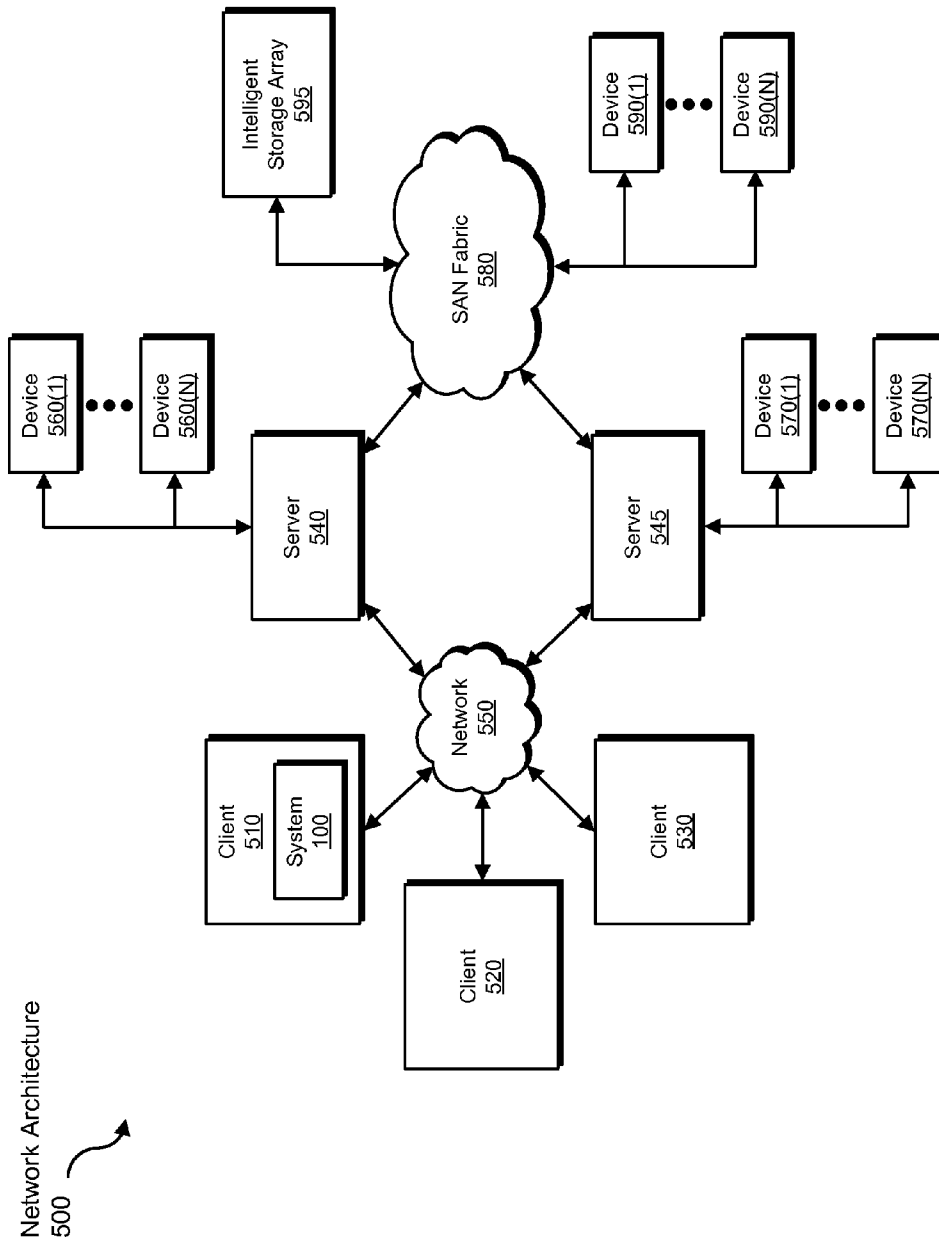 Network Architecture
500
Client
510
System
100
Client
520
Client
530
Network
550
Server
540
Server
545
Device
560(1)
Device
560(N)
Device
570(1)
Device
570(N)
SAN Fabric
580
Intelligent
Storage Array
595
Device
590(1)
Device
590(N)